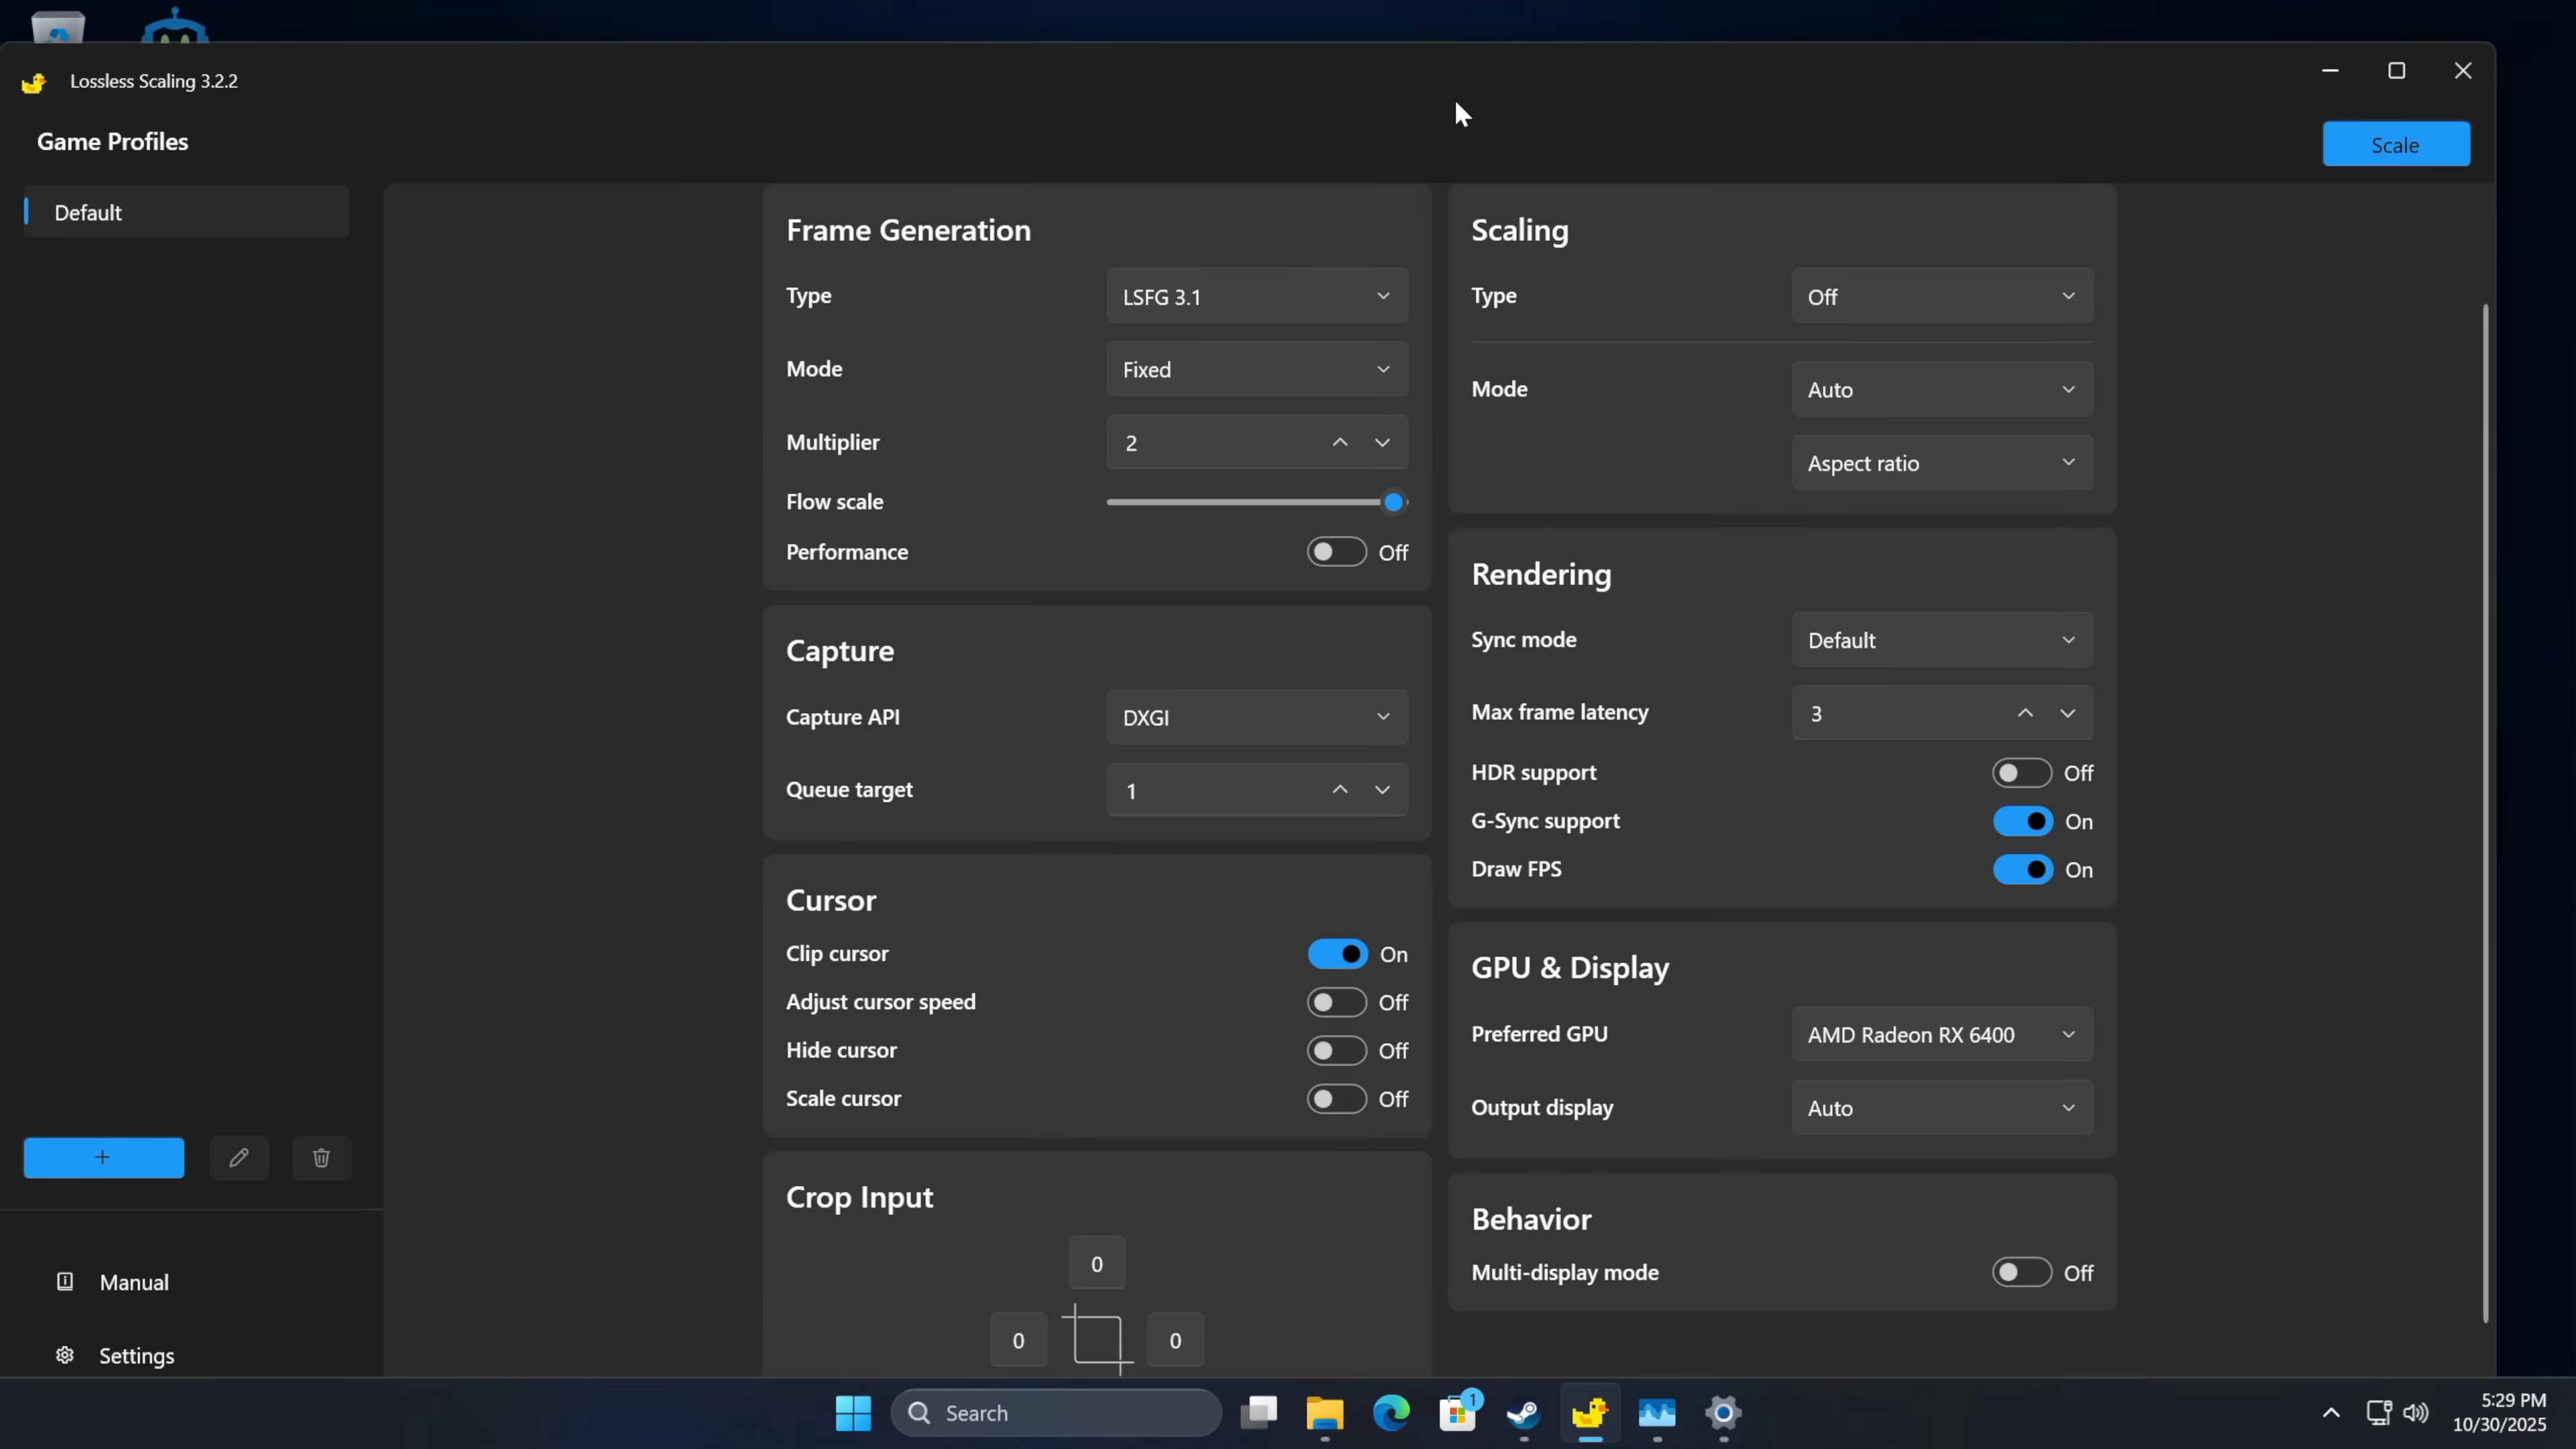 Lossless Scaling 3.2.2
Game Profiles
Scale
Default
Frame Generation
Type
LSFG 3.1
Mode
Fixed
Multiplier
2
Flow scale
Performance
Off
Capture
Capture API
DXGI
Queue target
1
Cursor
Clip cursor
On
Adjust cursor speed
Off
Hide cursor
Off
Scale cursor
Off
Crop Input
0
0
0
Scaling
Type
Off
Mode
Auto
Aspect ratio
Rendering
Sync mode
Default
Max frame latency
3
HDR support
Off
G-Sync support
On
Draw FPS
On
GPU & Display
Preferred GPU
AMD Radeon RX 6400
Output display
Auto
Behavior
Multi-display mode
Off
+
Manual
Settings
Search
1
5:29 PM
10/30/2025